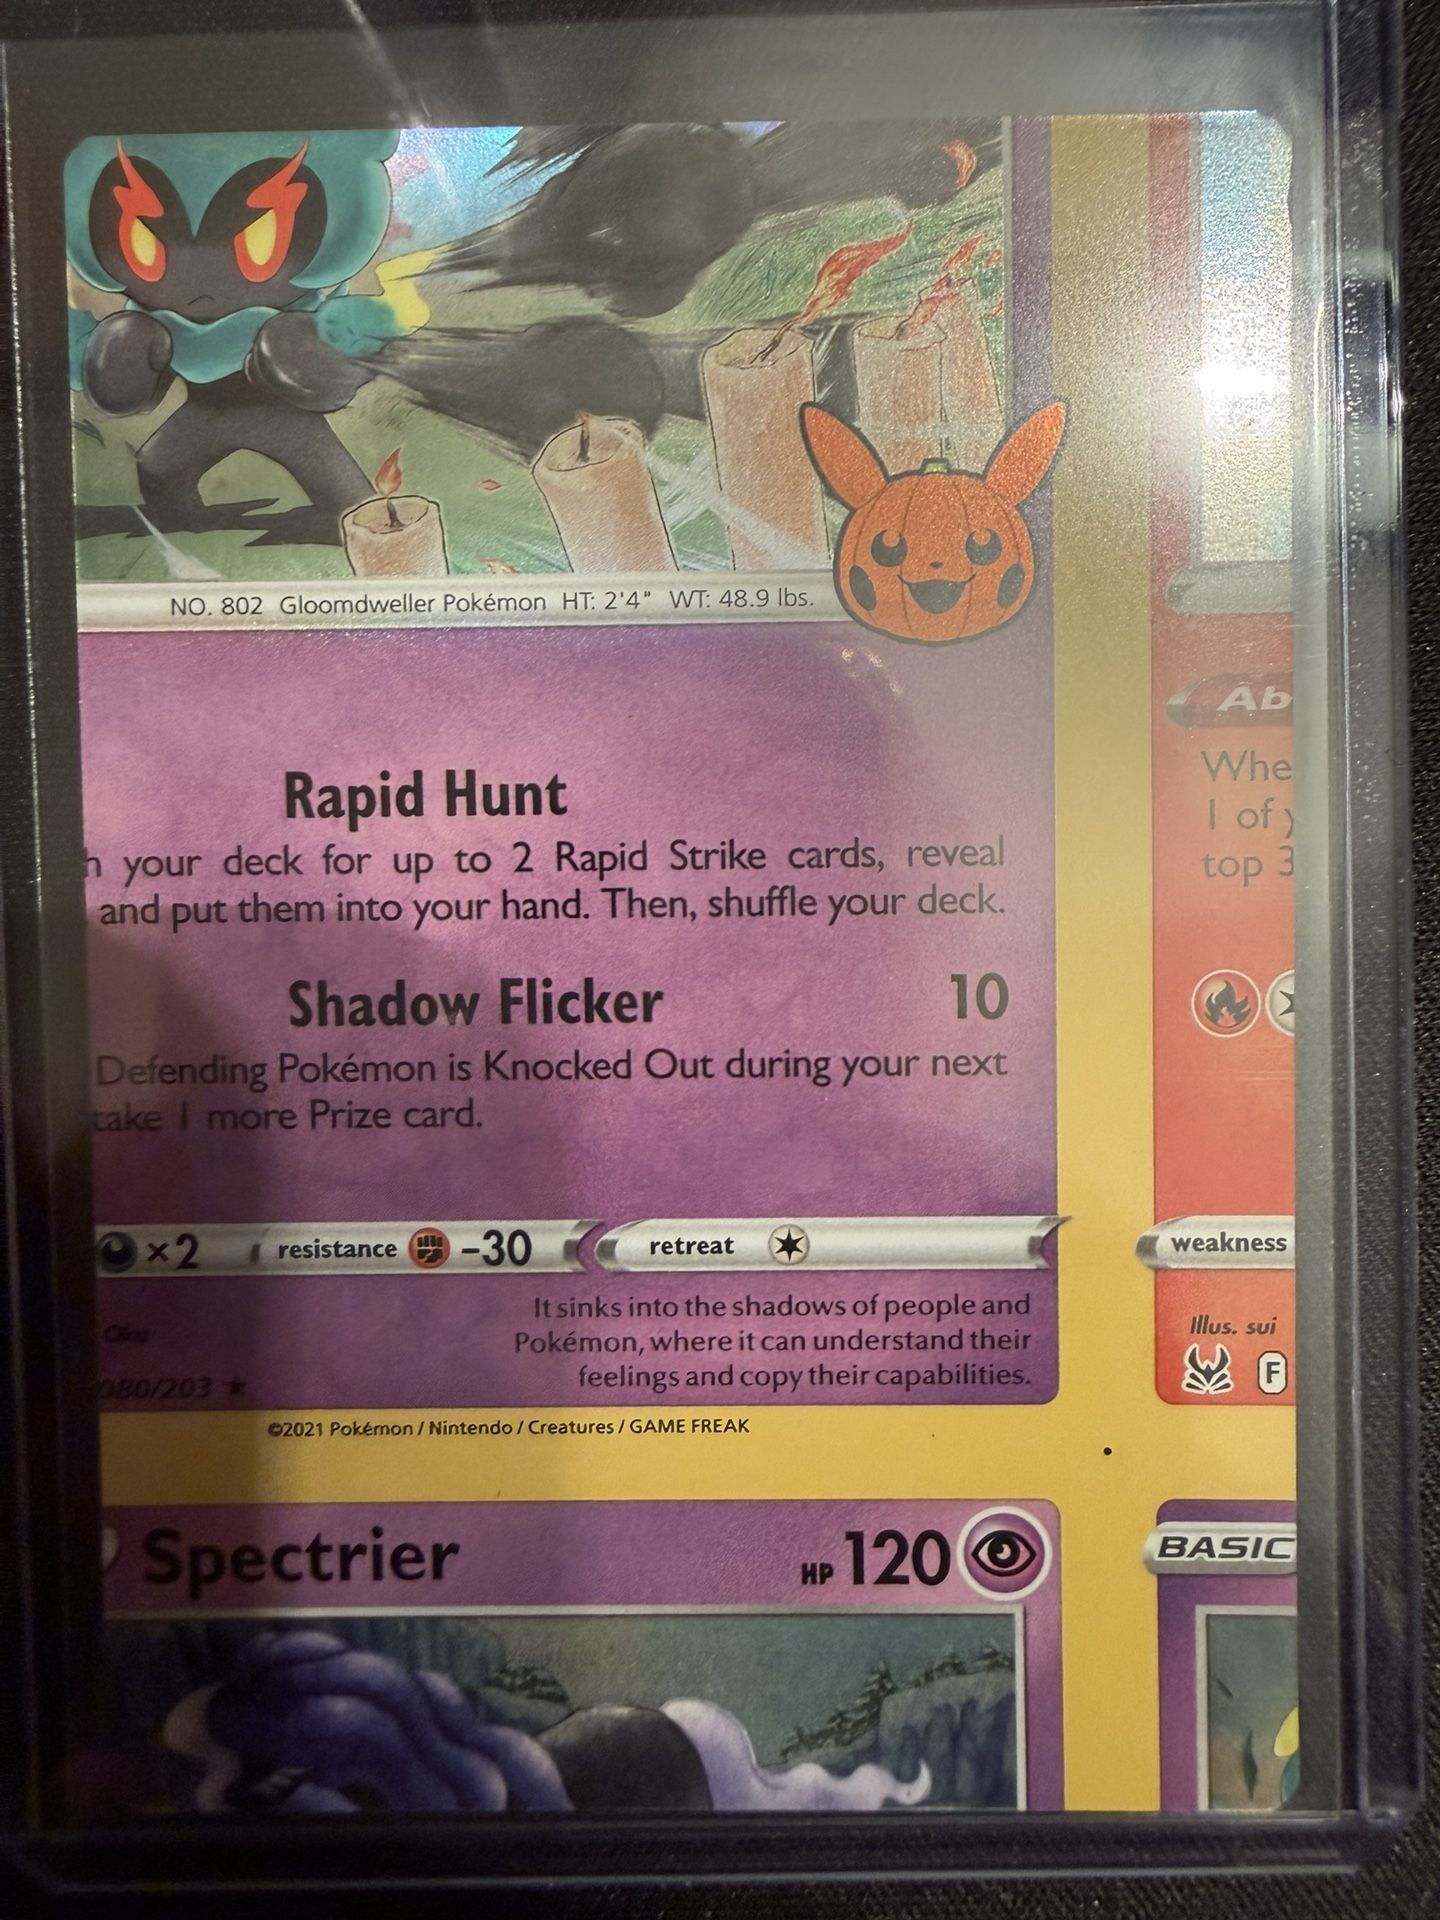 NO. 802 Gloomdweller Pokémon HT: 2'4" WT: 48.9 lbs.
Rapid Hunt
h your deck for up to 2 Rapid Strike cards, reveal
and put them into your hand. Then, shuffle your deck.
Shadow Flicker 10
Defending Pokémon is Knocked Out during your next
take 1 more Prize card.
×2 resistance -30 retreat
It sinks into the shadows of people and
Pokémon, where it can understand their
feelings and copy their capabilities.
080/203
©2021 Pokémon / Nintendo / Creatures / GAME FREAK
Spectrier HP 120
Ab
Whe
1 of y
top 3
weakness
Illus. sui
F
BASIC